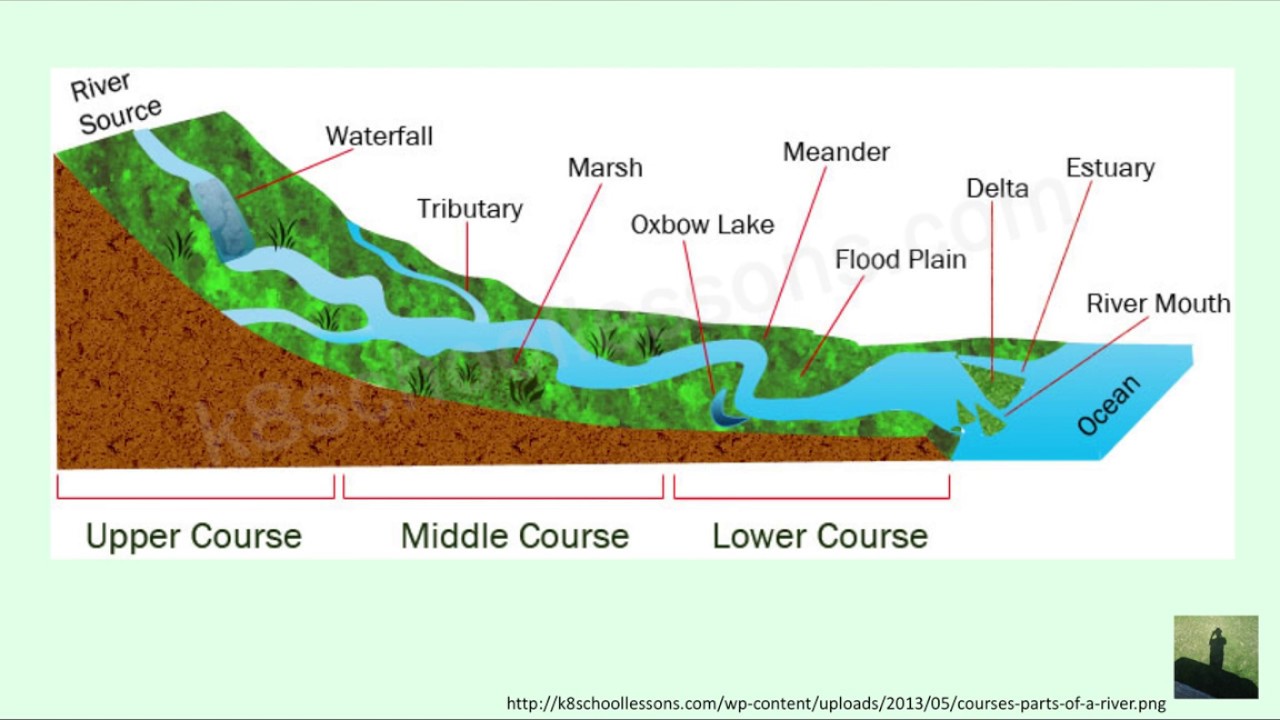 River
Source
Waterfall
Marsh
Meander
Estuary
Tributary
Oxbow Lake
Delta
Flood Plain
River Mouth
Ocean
k8schoollessons.com
Upper Course
Middle Course
Lower Course
http://k8schoollessons.com/wp-content/uploads/2013/05/courses-parts-of-a-river.png